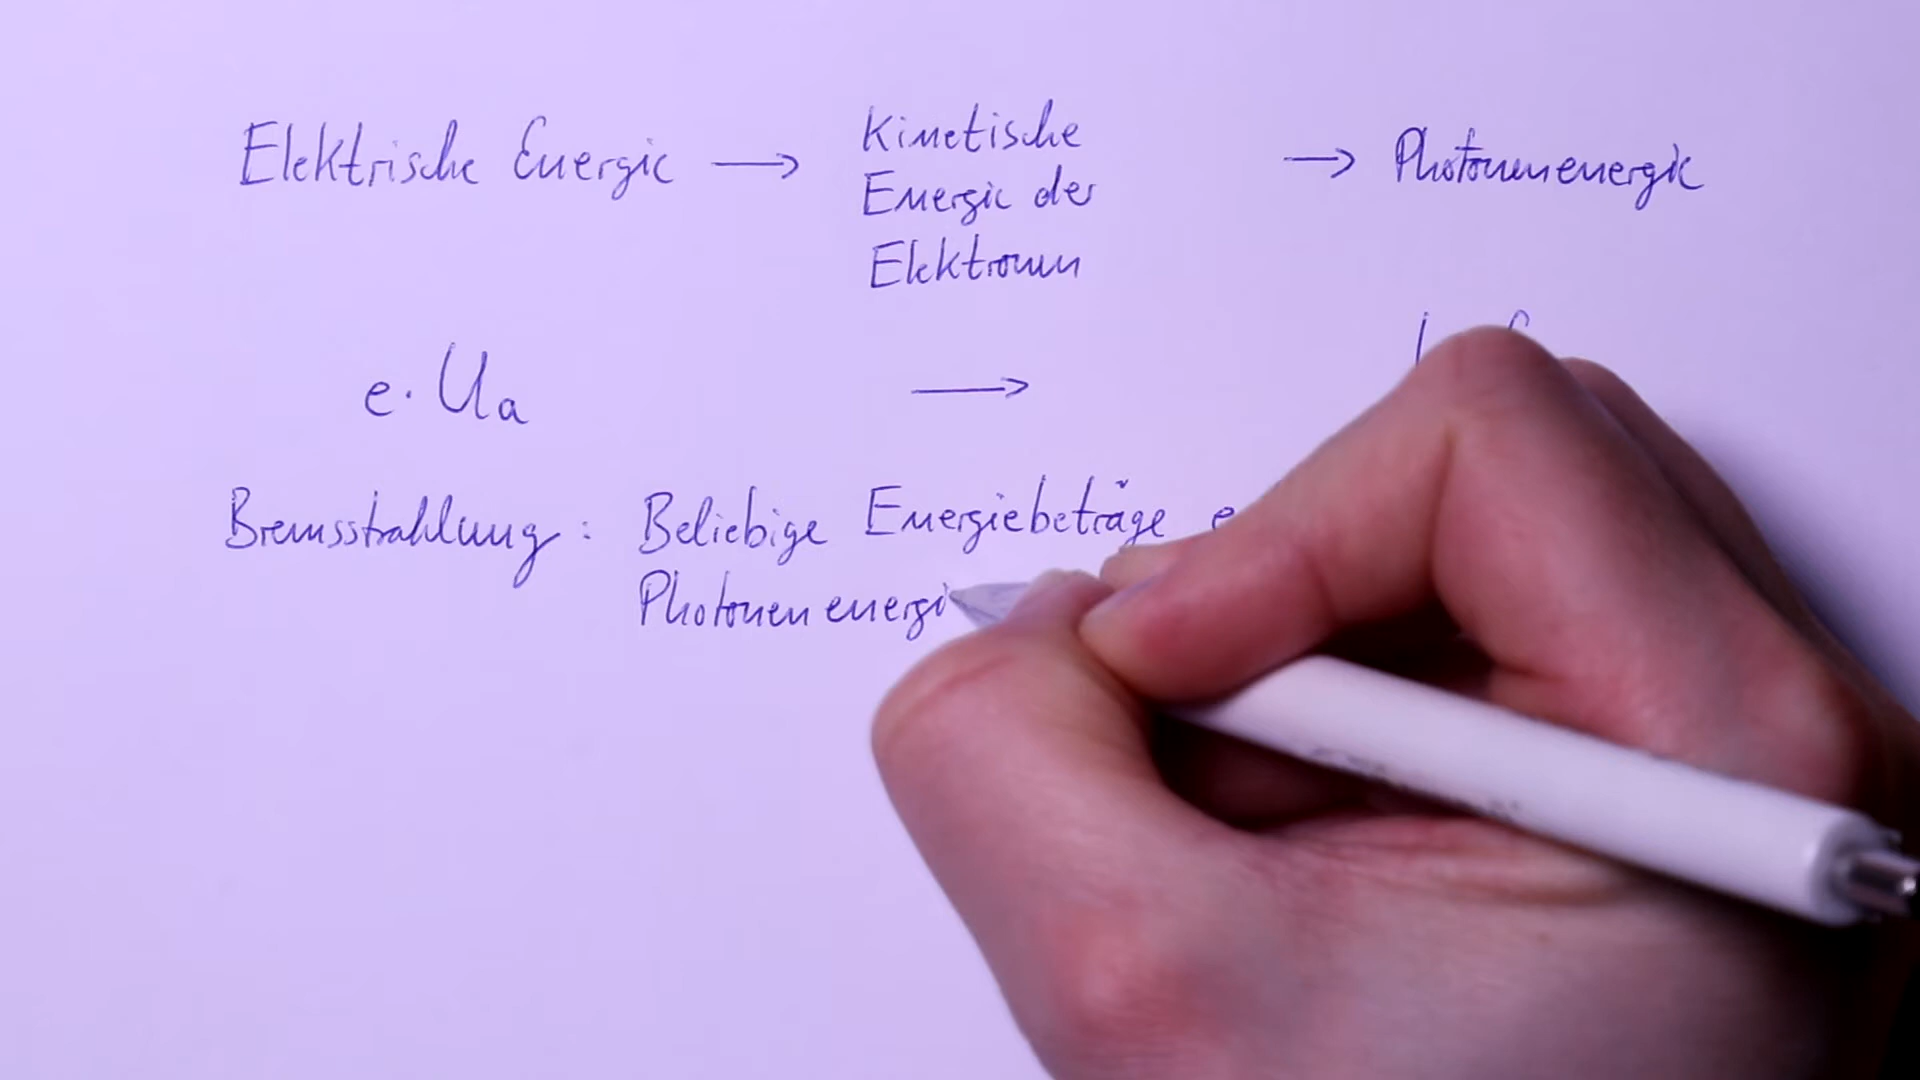 Elektrische Energie → Kinetische Energie der Elektronen → Photonenenergie
e · Ua →
Bremsstrahlung: Beliebige Energiebeträge
Photonenenergi